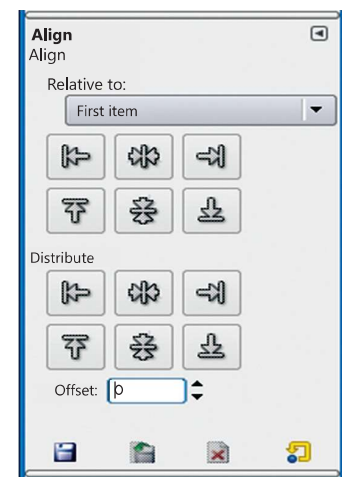 Align
Align
Relative to:
First item
Distribute
Offset: 0